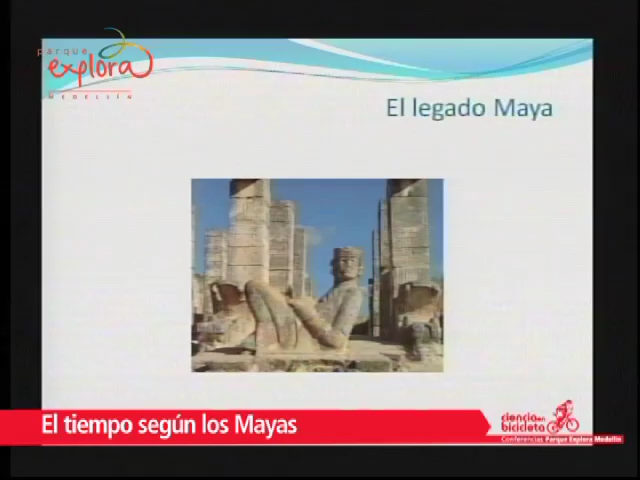 parque
explora
MEDELLÍN
El legado Maya
El tiempo según los Mayas
ciencia en
bicicleta
Conferencias Parque Explora Medellín